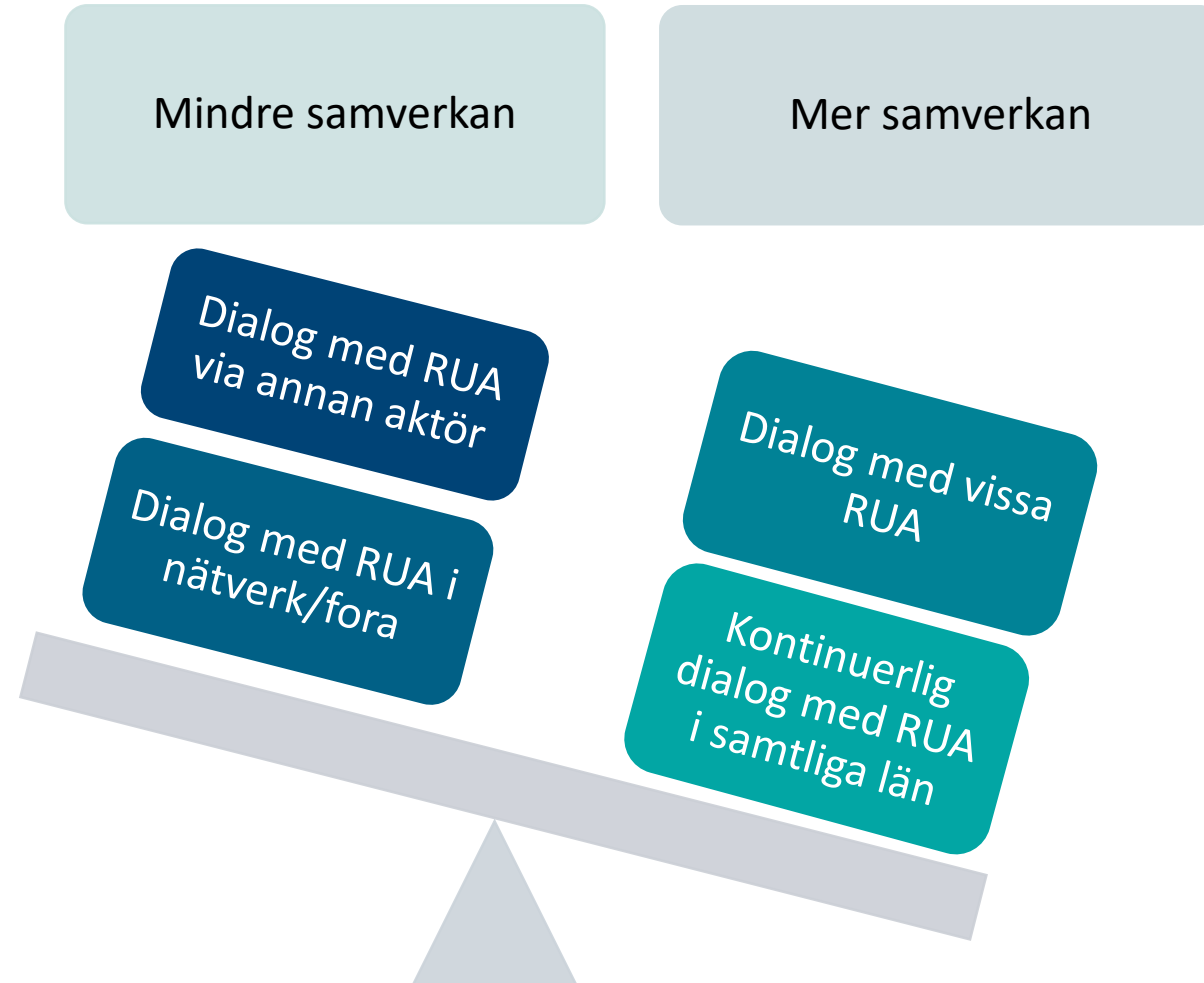 Mindre samverkan
Mer samverkan
Dialog med RUA
via annan aktör
Dialog med RUA i
nätverk/fora
Dialog med vissa
RUA
Kontinuerlig
dialog med RUA
i samtliga län